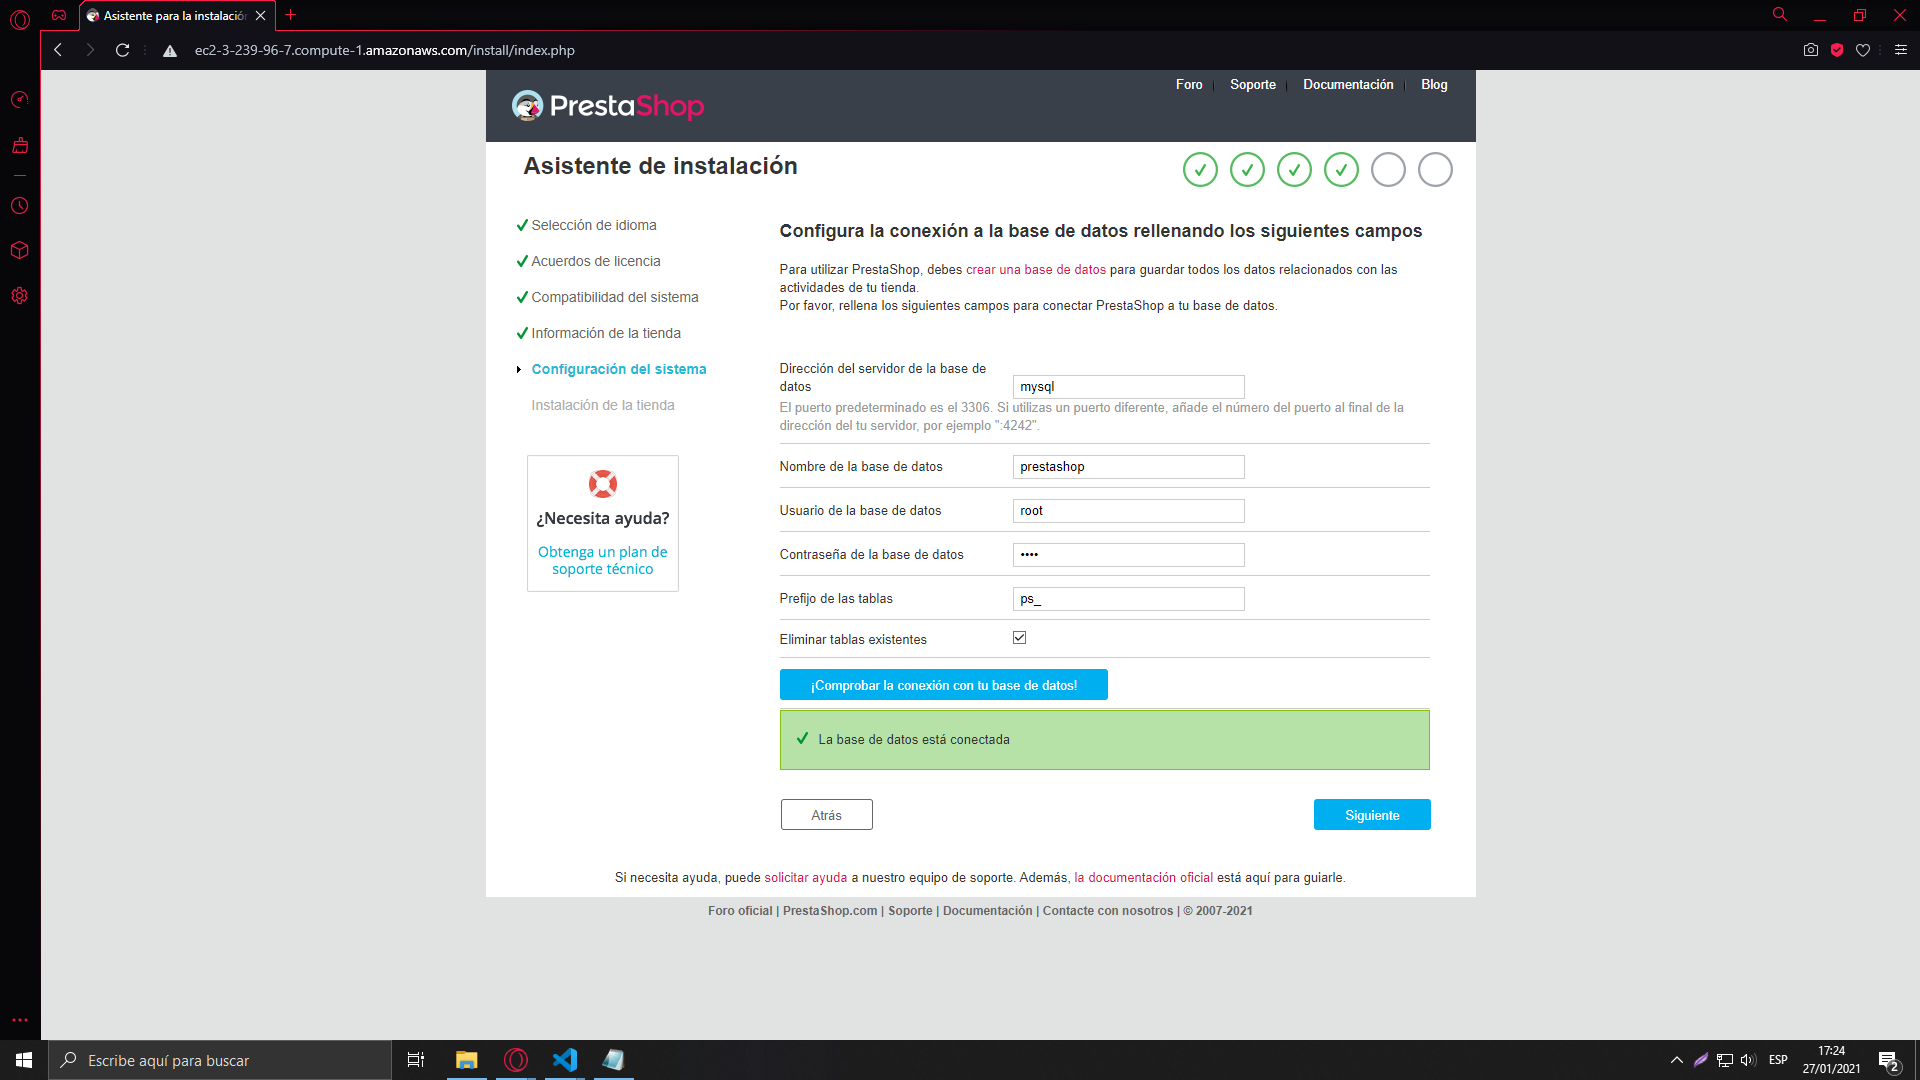 Asistente para la instalación
ec2-3-239-96-7.compute-1.amazonaws.com/install/index.php
Foro
Soporte
Documentación
Blog
PrestaShop
Asistente de instalación
Selección de idioma
Acuerdos de licencia
Compatibilidad del sistema
Información de la tienda
Configuración del sistema
Instalación de la tienda
¿Necesita ayuda?
Obtenga un plan de
soporte técnico
Configura la conexión a la base de datos rellenando los siguientes campos
Para utilizar PrestaShop, debes crear una base de datos para guardar todos los datos relacionados con las
actividades de tu tienda.
Por favor, rellena los siguientes campos para conectar PrestaShop a tu base de datos.
Dirección del servidor de la base de
datos
mysql
El puerto predeterminado es el 3306. Si utilizas un puerto diferente, añade el número del puerto al final de la
dirección del tu servidor, por ejemplo ":4242".
Nombre de la base de datos
prestashop
Usuario de la base de datos
root
Contraseña de la base de datos
••••
Prefijo de las tablas
ps_
Eliminar tablas existentes
¡Comprobar la conexión con tu base de datos!
La base de datos está conectada
Atrás
Siguiente
Si necesita ayuda, puede solicitar ayuda a nuestro equipo de soporte. Además, la documentación oficial está aquí para guiarle.
Foro oficial | PrestaShop.com | Soporte | Documentación | Contacte con nosotros | © 2007-2021
Escribe aquí para buscar
ESP
17:24
27/01/2021
2